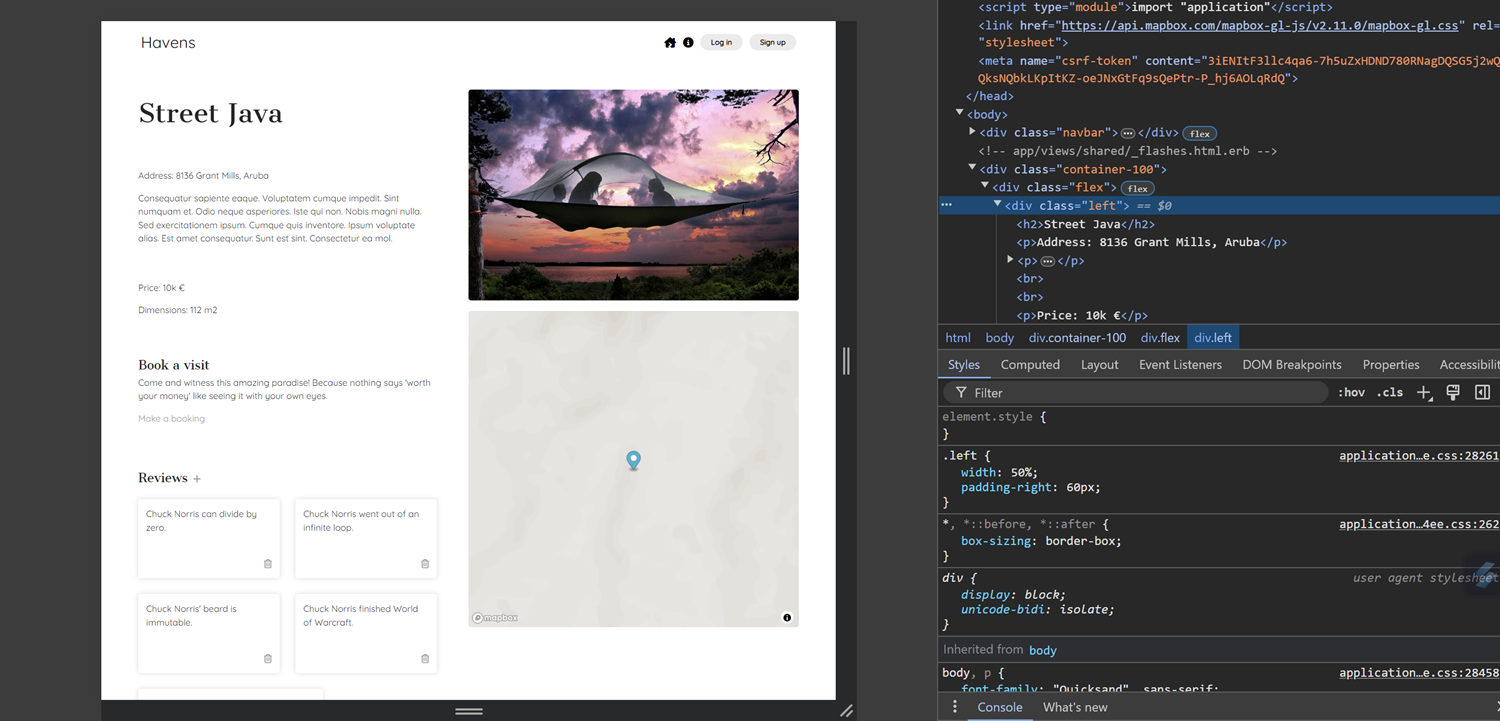 Havens
Log in
Sign up
Street Java
Address: 8136 Grant Mills, Aruba
Consequatur sapiente eaque. Voluptatem cumque impedit. Sint
numquam et. Odio neque asperiores. Iste qui non. Nobis magni nulla.
Sed exercitationem ipsum. Cumque quis inventore. Ipsum voluptate
alias. Est amet consequatur. Sunt est sint. Consectetur ea mol.
Price: 10k €
Dimensions: 112 m2
Book a visit
Come and witness this amazing paradise! Because nothing says 'worth
your money' like seeing it with your own eyes.
Make a booking
Reviews +
Chuck Norris can divide by
zero.
Chuck Norris went out of an
infinite loop.
Chuck Norris' beard is
immutable.
Chuck Norris finished World
of Warcraft.
mapbox
<script type="module">import "application"</script>
<link href="https://api.mapbox.com/mapbox-gl-js/v2.11.0/mapbox-gl.css" rel=
"stylesheet">
<meta name="csrf-token" content="3iENItF3llc4qa6-7h5uZxHDND780RNagDQSG5j2wQ
QksNQbkLKpItKZ-oeJNxGtFq9sQePtr-P_hj6AOLqRdQ">
</head>
<body>
<div class="navbar">…</div> flex
<!-- app/views/shared/_flashes.html.erb -->
<div class="container-100">
<div class="flex"> flex
… <div class="left"> == $0
<h2>Street Java</h2>
<p>Address: 8136 Grant Mills, Aruba</p>
<p>…</p>
<br>
<br>
<p>Price: 10k €</p>
html body div.container-100 div.flex div.left
Styles Computed Layout Event Listeners DOM Breakpoints Properties Accessibilit
Filter :hov .cls
element.style {
}
.left { application…e.css:28261
width: 50%;
padding-right: 60px;
}
*, *::before, *::after { application…4ee.css:262
box-sizing: border-box;
}
div { user agent stylesheet
display: block;
unicode-bidi: isolate;
}
Inherited from body
body, p { application…e.css:28458
font-family: "Quicksand", sans-serif;
Console What's new